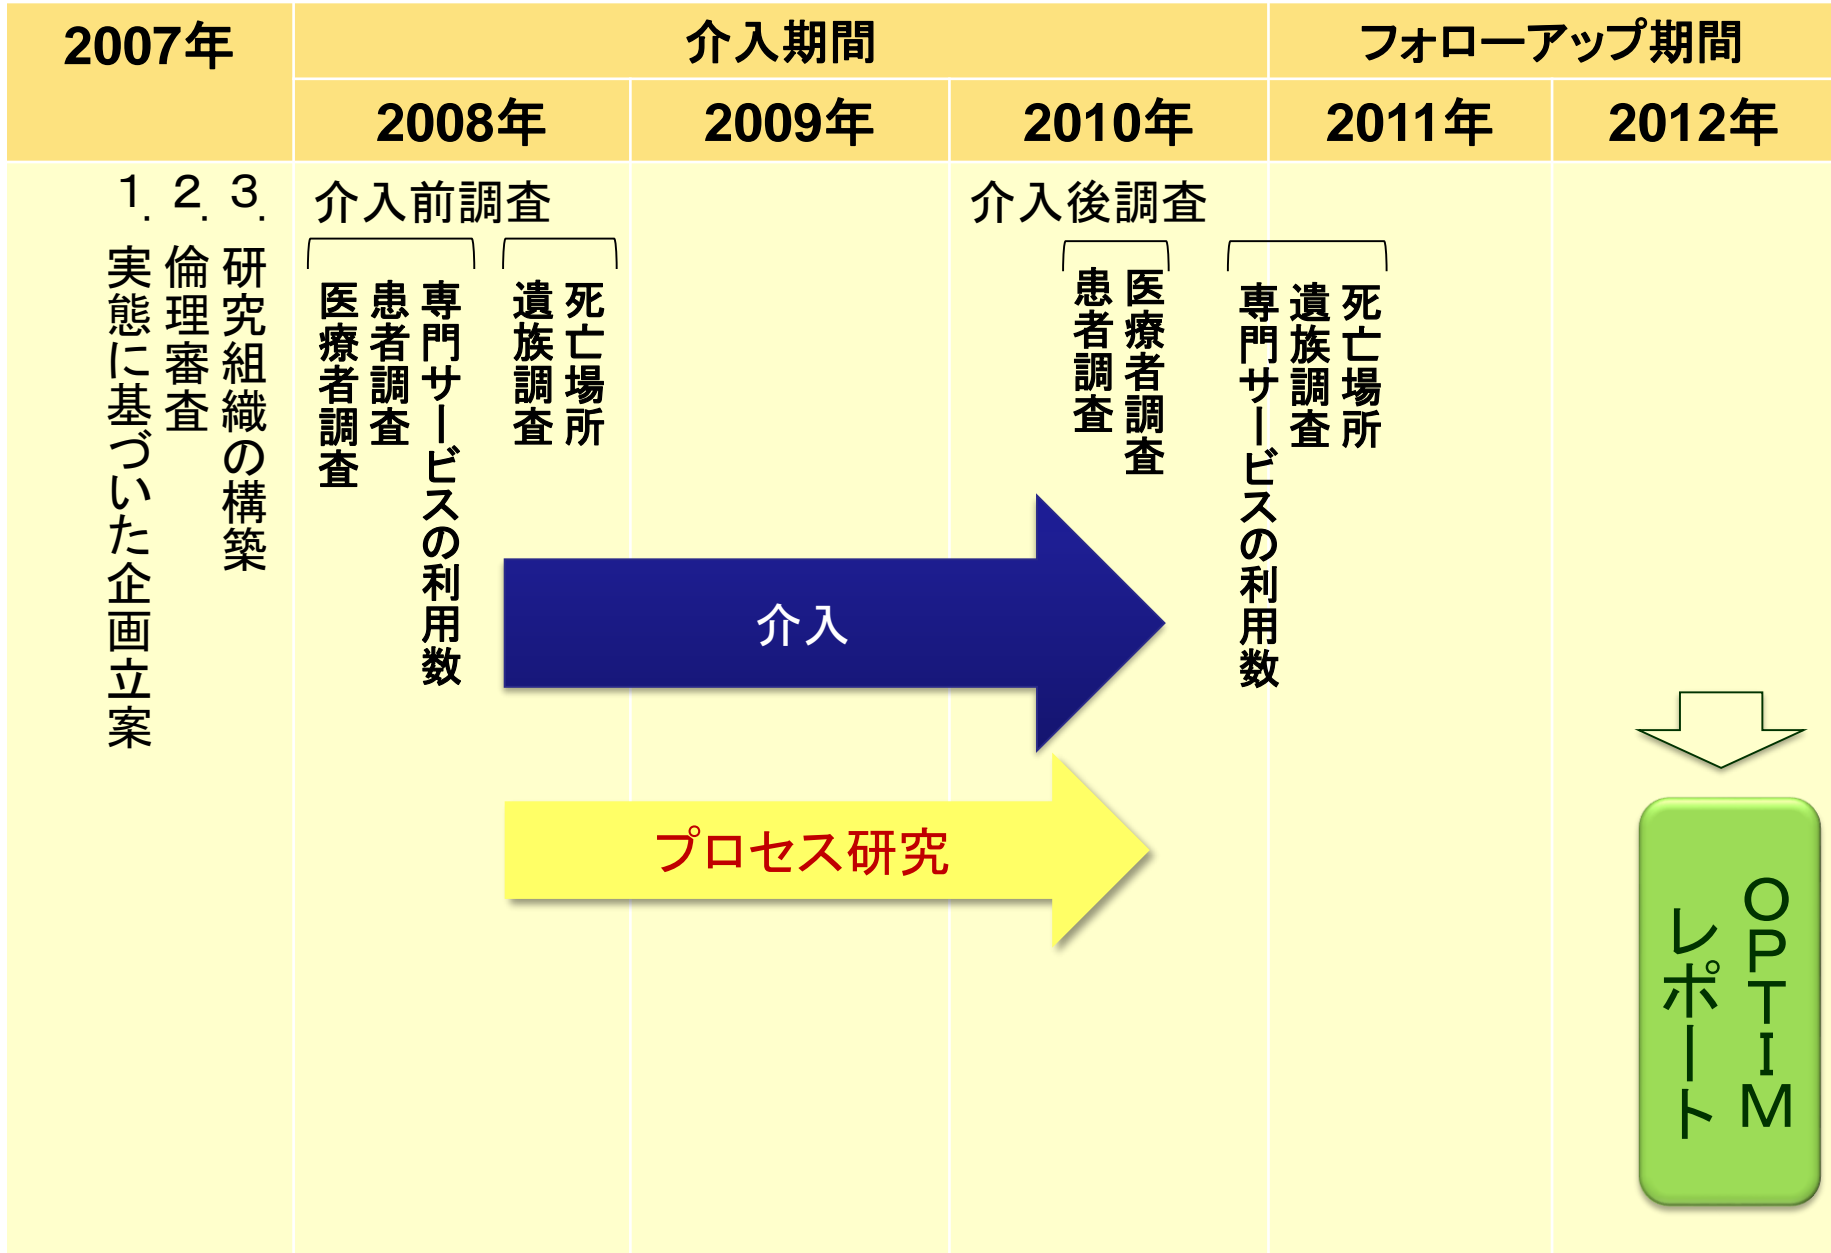 2007年
介入期間
フォローアップ期間
2008年
2009年
2010年
2011年
2012年
1.実態に基づいた企画立案
2.倫理審査
3.研究組織の構築
介入前調査
医療者調査
患者調査
専門サービスの利用数
遺族調査
死亡場所
介入後調査
患者調査
医療者調査
専門サービスの利用数
遺族調査
死亡場所
介入
プロセス研究
OPTIM
レポート